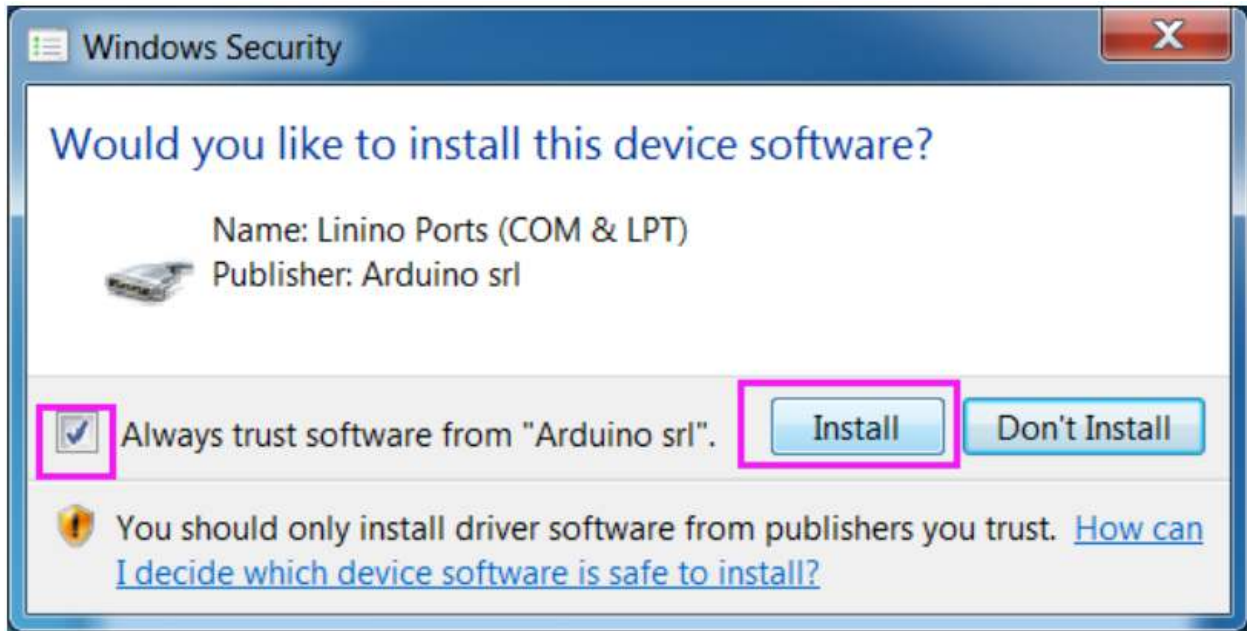 Windows Security
Would you like to install this device software?
Name: Linino Ports (COM & LPT)
Publisher: Arduino srl
Always trust software from "Arduino srl".
Install
Don't Install
You should only install driver software from publishers you trust. How can
I decide which device software is safe to install?